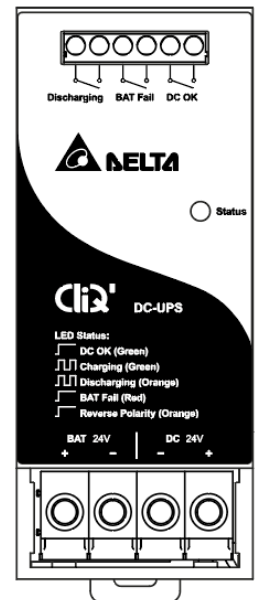 Discharging BAT Fail DC OK
DELTA
Status
CliQ' DC-UPS
LED Status:
DC OK (Green)
Charging (Green)
Discharging (Orange)
BAT Fail (Red)
Reverse Polarity (Orange)
BAT 24V DC 24V
+ − − +